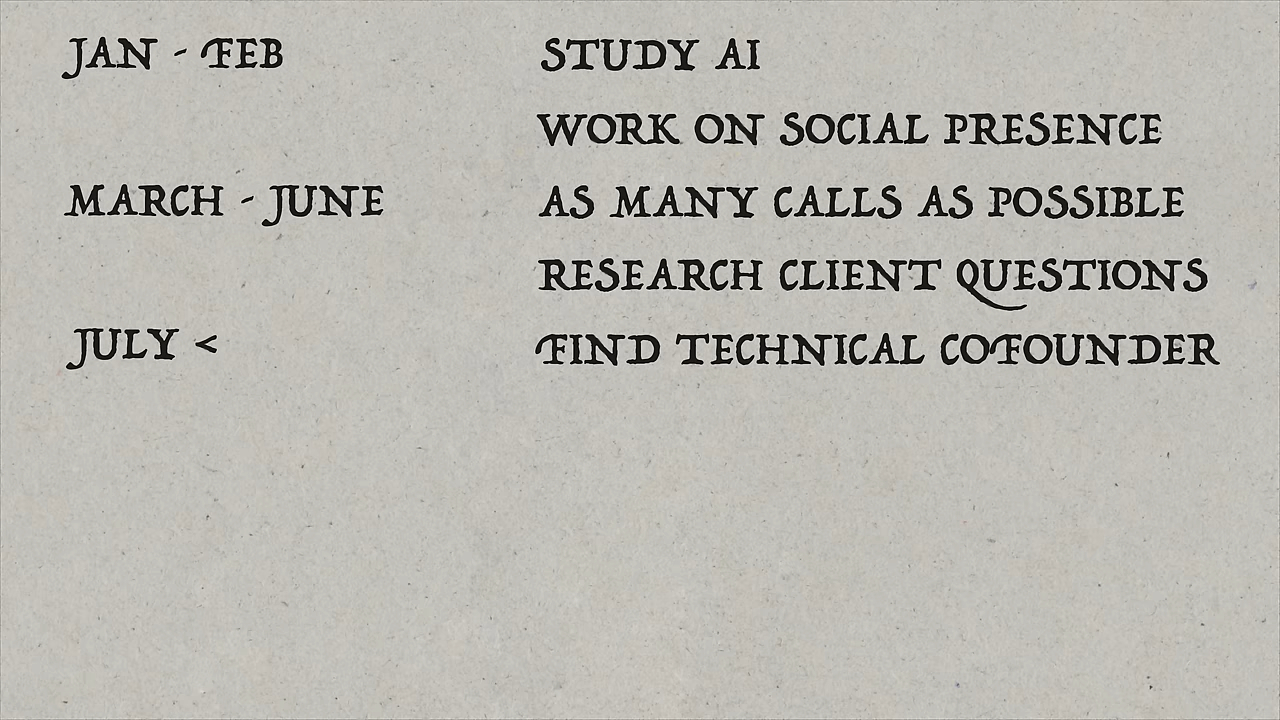 JAN - FEB STUDY AI
WORK ON SOCIAL PRESENCE
MARCH - JUNE AS MANY CALLS AS POSSIBLE
RESEARCH CLIENT QUESTIONS
JULY < FIND TECHNICAL COFOUNDER